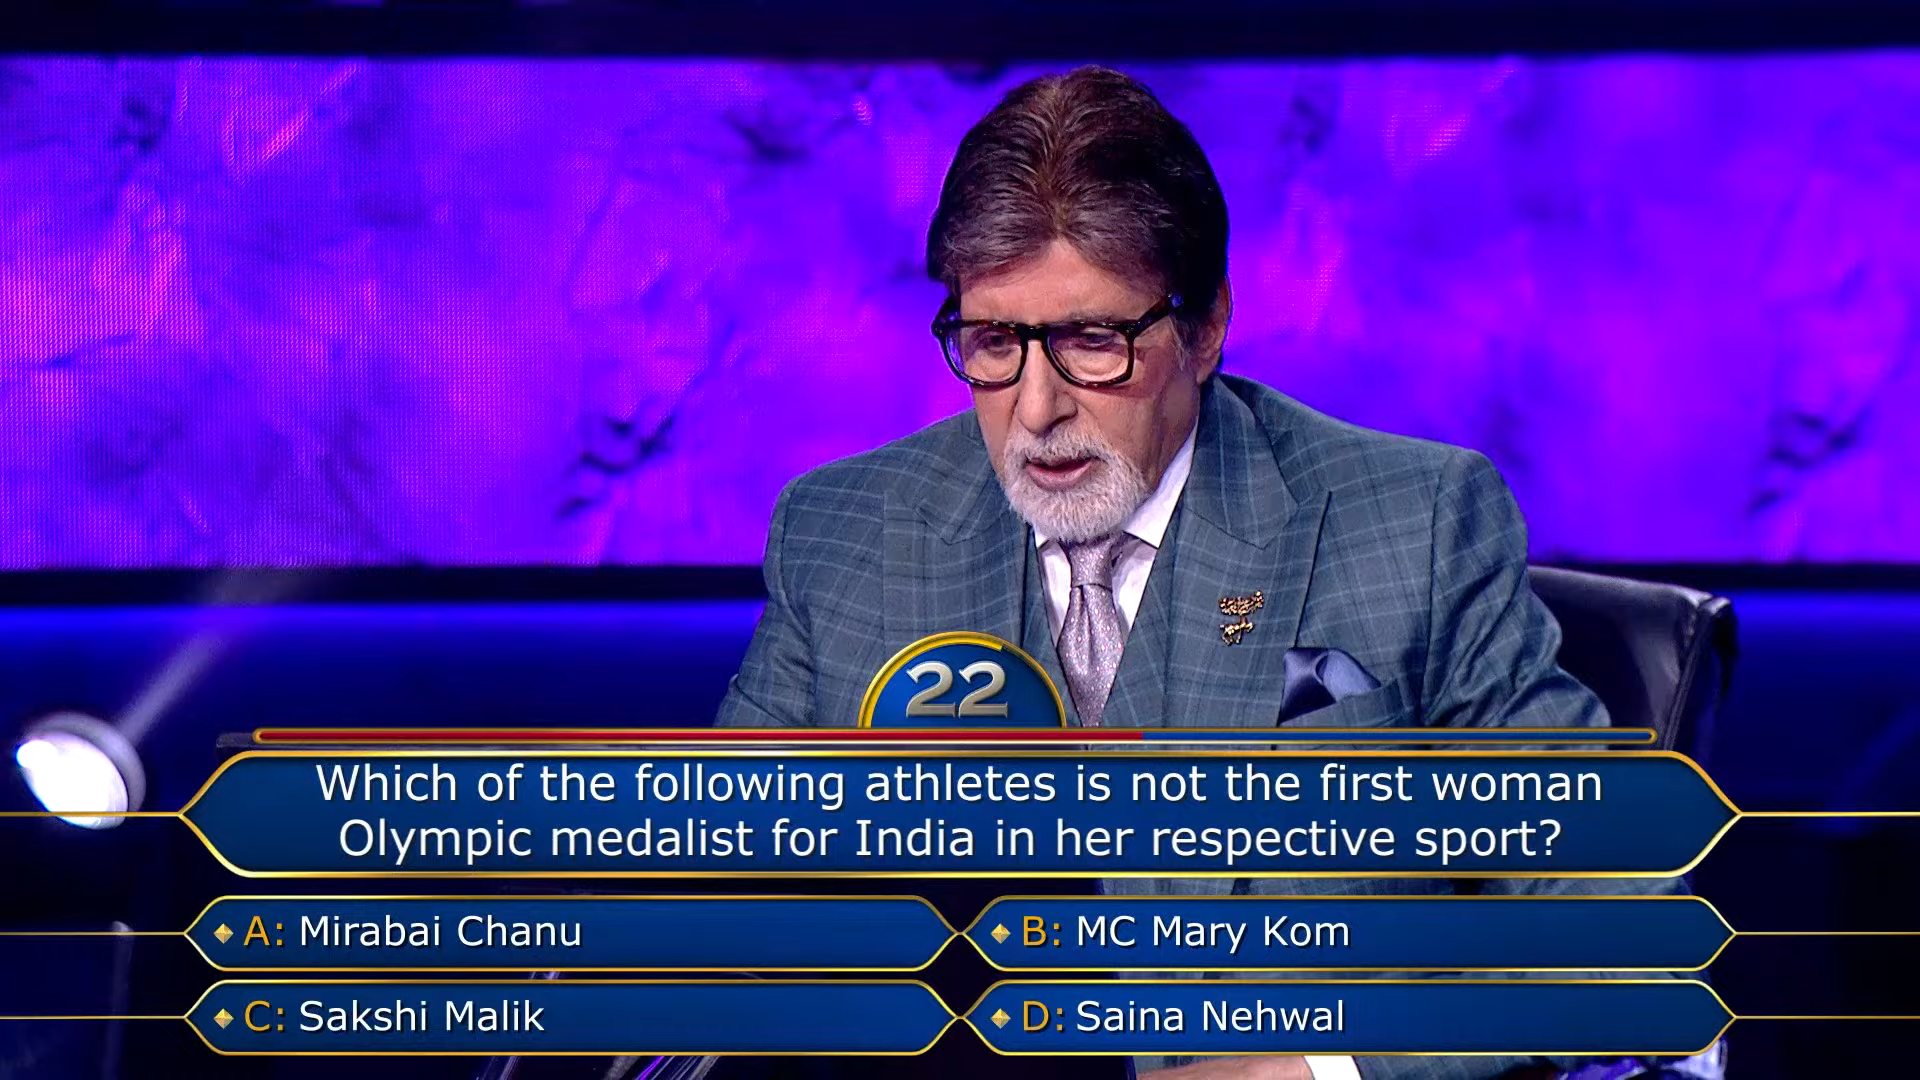 22
Which of the following athletes is not the first woman
Olympic medalist for India in her respective sport?
A: Mirabai Chanu
B: MC Mary Kom
C: Sakshi Malik
D: Saina Nehwal